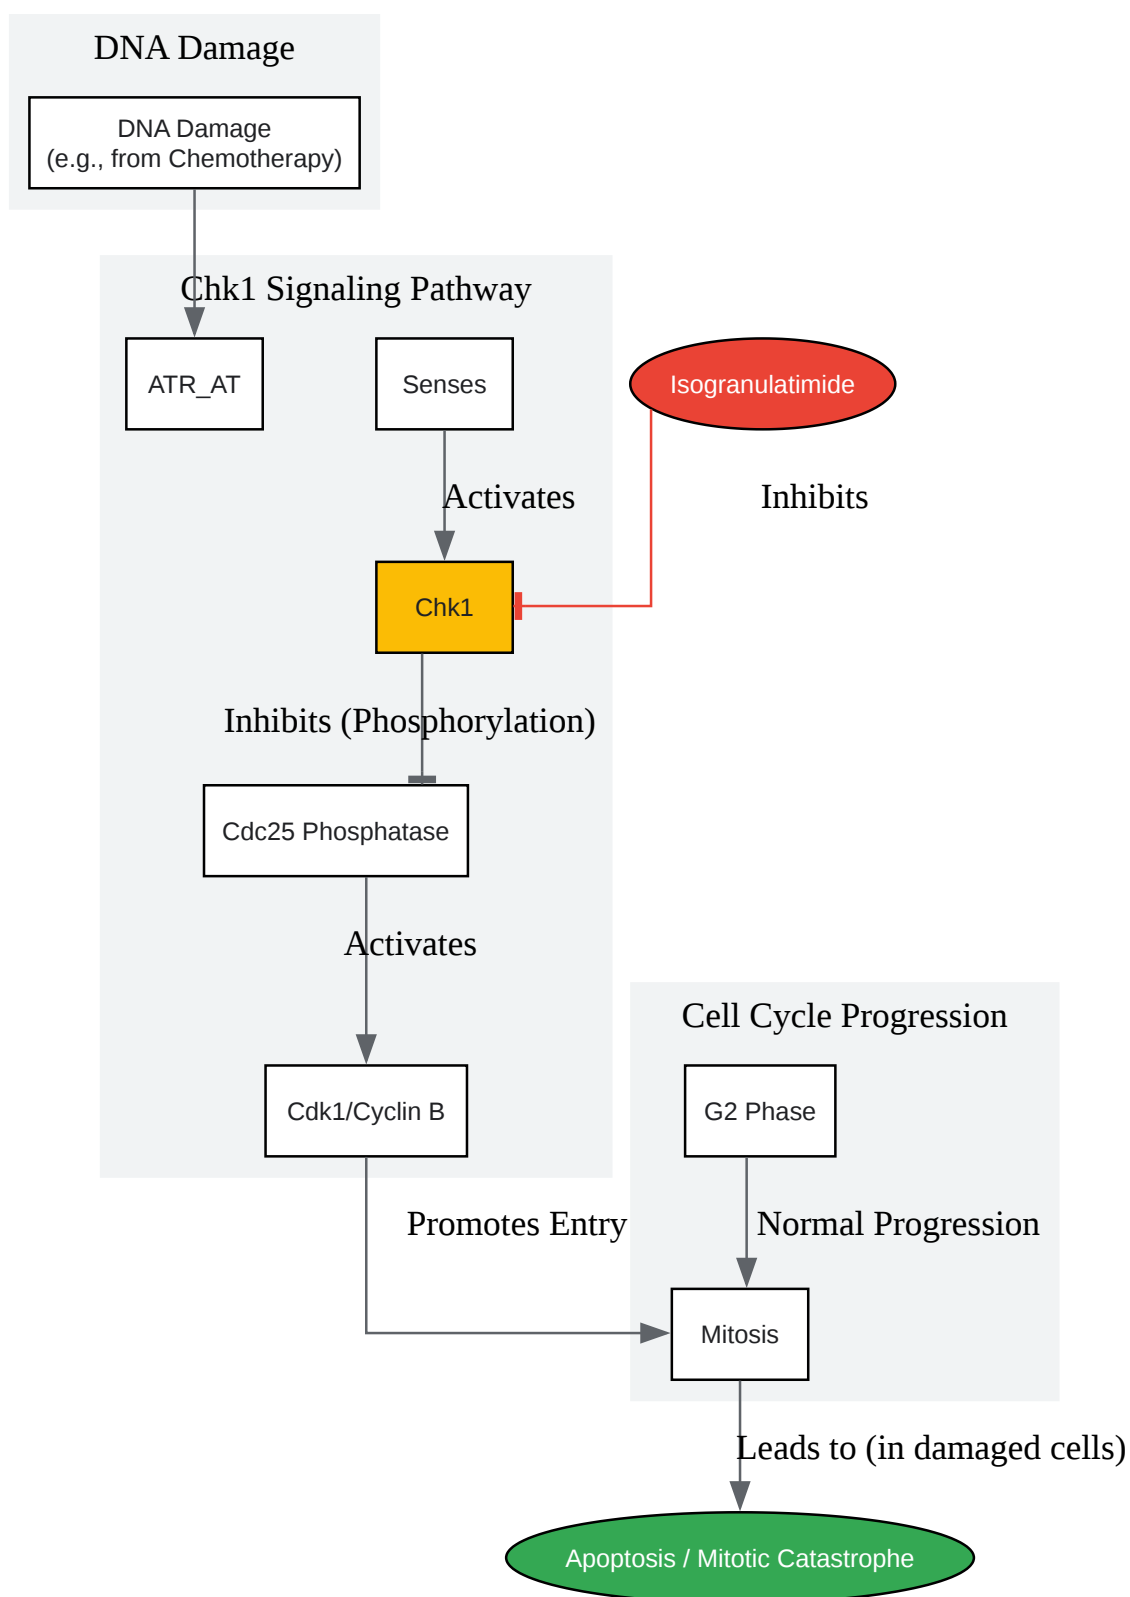 DNA Damage
DNA Damage
(e.g., from Chemotherapy)
Chk1 Signaling Pathway
ATR_AT
Senses
Isogranulatimide
Activates
Inhibits
Chk1
Inhibits (Phosphorylation)
Cdc25 Phosphatase
Activates
Cell Cycle Progression
Cdk1/Cyclin B
G2 Phase
Promotes Entry
Normal Progression
Mitosis
Leads to (in damaged cells)
Apoptosis / Mitotic Catastrophe